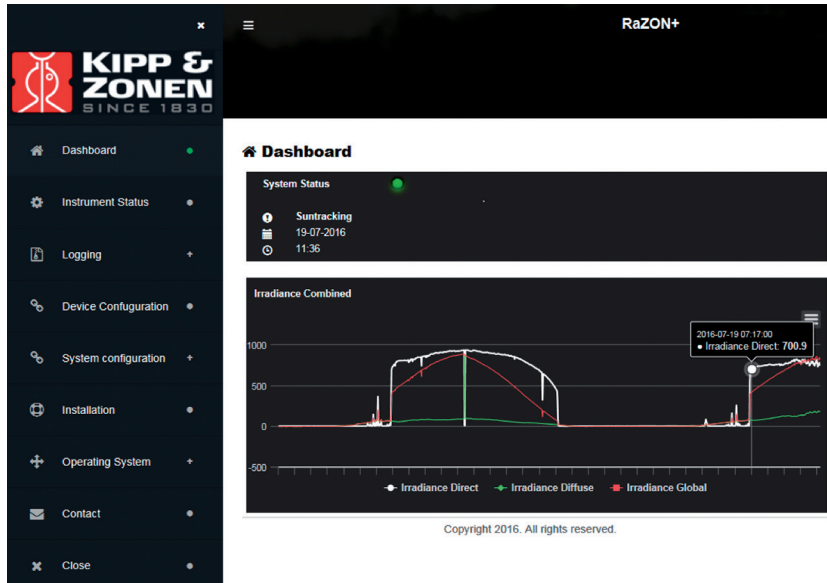 RaZON+
KIPP &
ZONEN
SINCE 1830
Dashboard
Instrument Status
Logging
Device Confuguration
System configuration
Installation
Operating System
Contact
Close
Dashboard
System Status
Suntracking
19-07-2016
11:36
Irradiance Combined
2016-07-19 07:17:00
● Irradiance Direct: 700.9
1000
500
0
-500
Irradiance Direct Irradiance Diffuse Irradiance Global
Copyright 2016. All rights reserved.